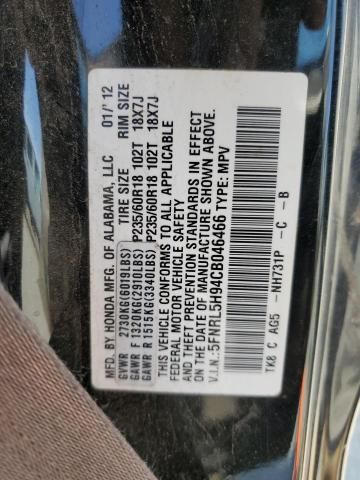 MFD. BY HONDA MFG. OF ALABAMA, LLC 01/12
TIRE SIZE RIM SIZE
GVWR 2730KG(6019LBS)
GAWR F 1320KG(2910LBS) P235/60R18 102T 18X7J
GAWR R 1515KG(3340LBS) P235/60R18 102T 18X7J
THIS VEHICLE CONFORMS TO ALL APPLICABLE
FEDERAL MOTOR VEHICLE SAFETY
AND THEFT PREVENTION STANDARDS IN EFFECT
ON THE DATE OF MANUFACTURE SHOWN ABOVE.
V.I.N.: 5FNRL5H94CB046466 TYPE: MPV
TK8 C AG5 -NH731P -C -B